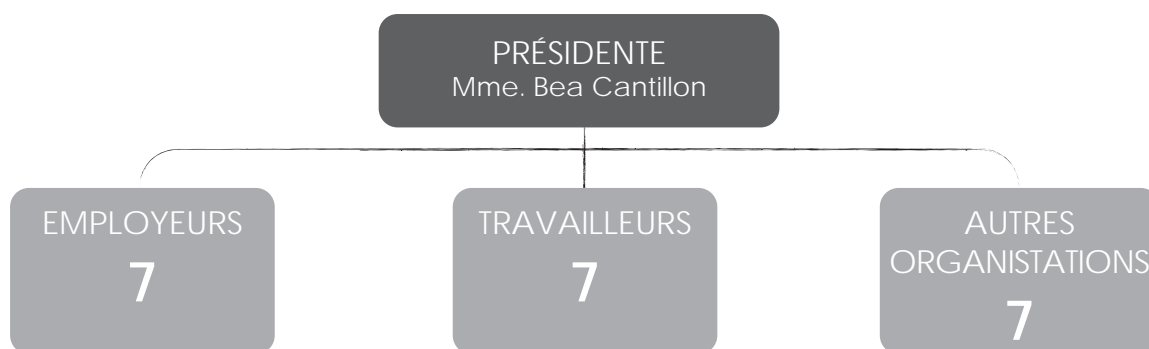 PRÉSIDENTE
Mme. Bea Cantillon
EMPLOYEURS
7
TRAVAILLEURS
7
AUTRES
ORGANISTATIONS
7